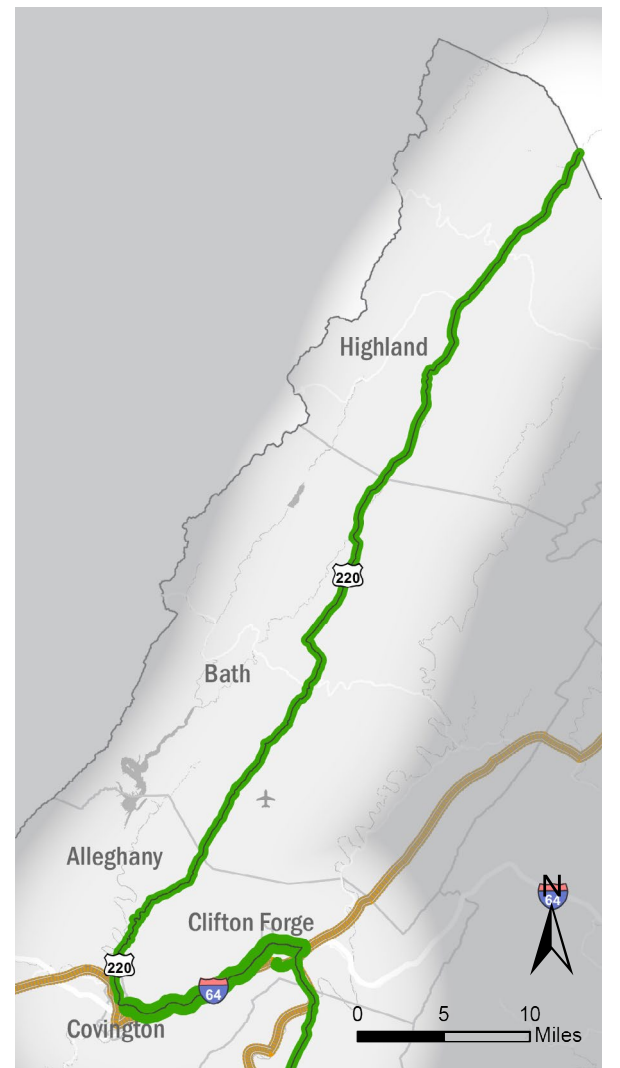 Highland
220
Bath
Alleghany
Clifton Forge
N
64
220
64
Covington
0 5 10
Miles